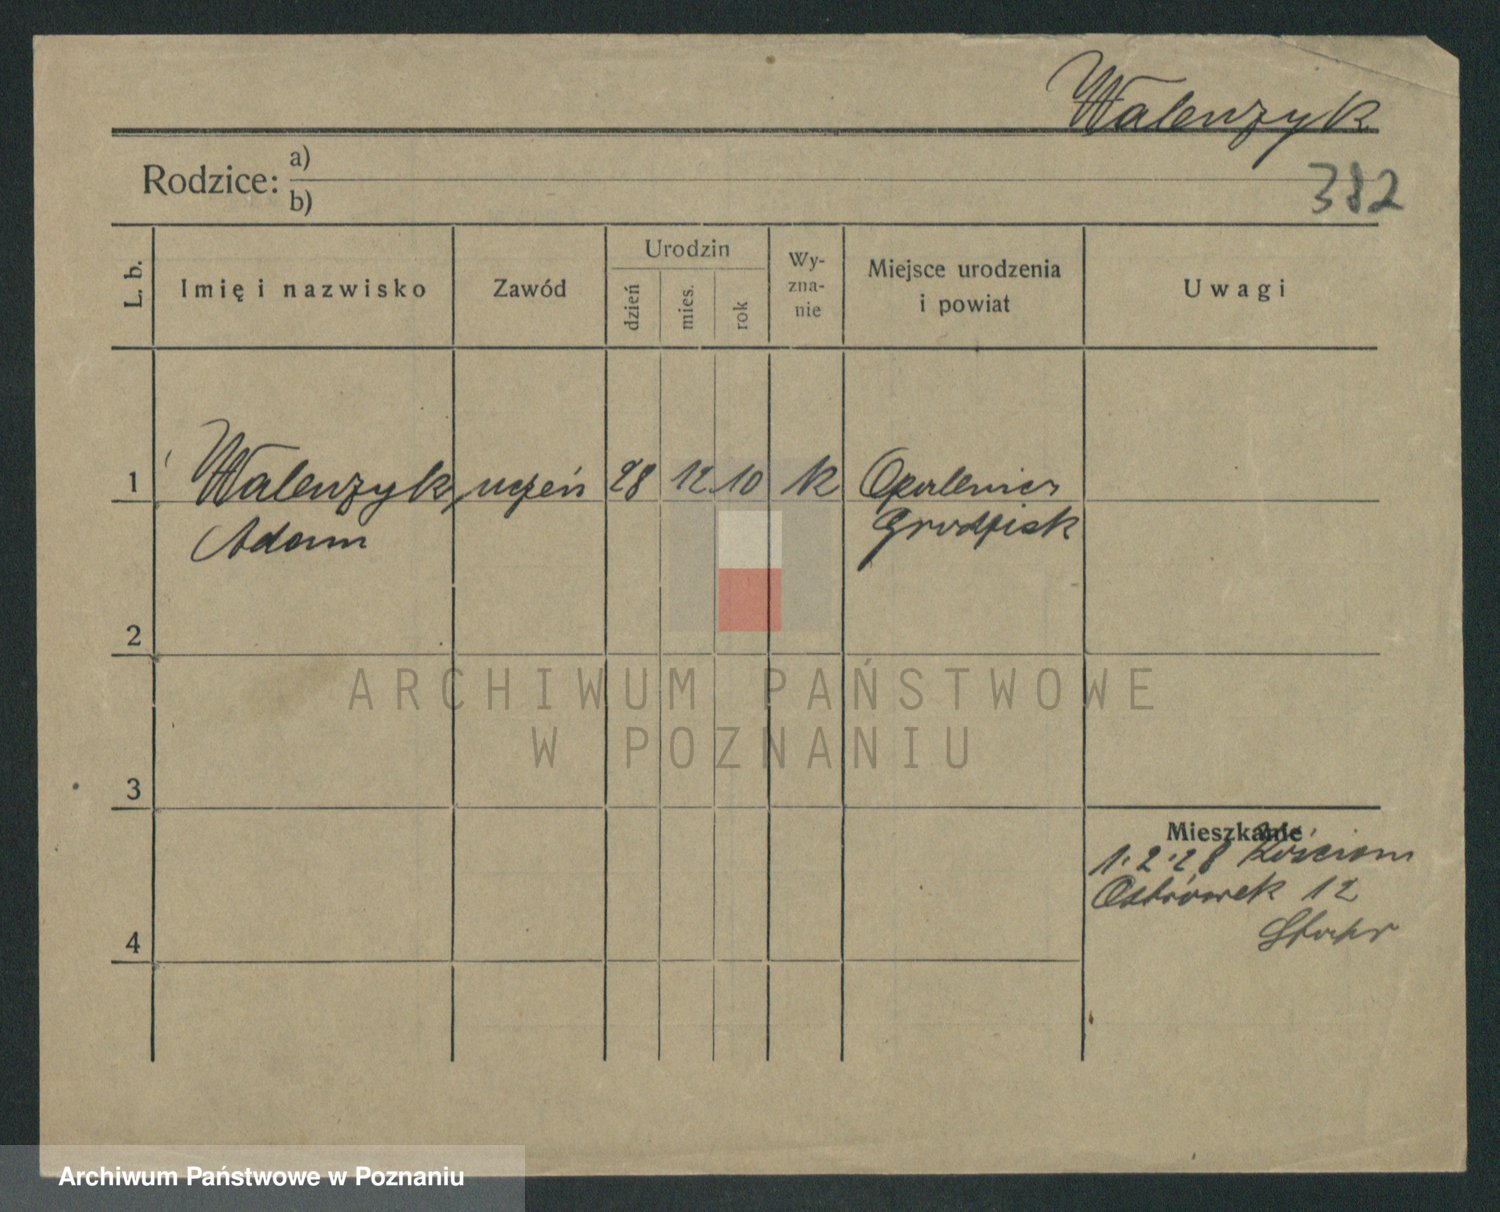 Walenzyk
Rodzice: a)
b)
382
L. b.
Imię i nazwisko
Zawód
Urodzin
dzień
mies.
rok
Wy-
zna-
nie
Miejsce urodzenia
i powiat
Uwagi
1 Walenzyk uczeń 28 12 10 k Opalenica
Adam Grodzisk
2
3
4
Mieszkanie
1.2.28 Kościan
Ostrówek 12
ARCHIWUM PAŃSTWOWE
W POZNANIU
Archiwum Państwowe w Poznaniu